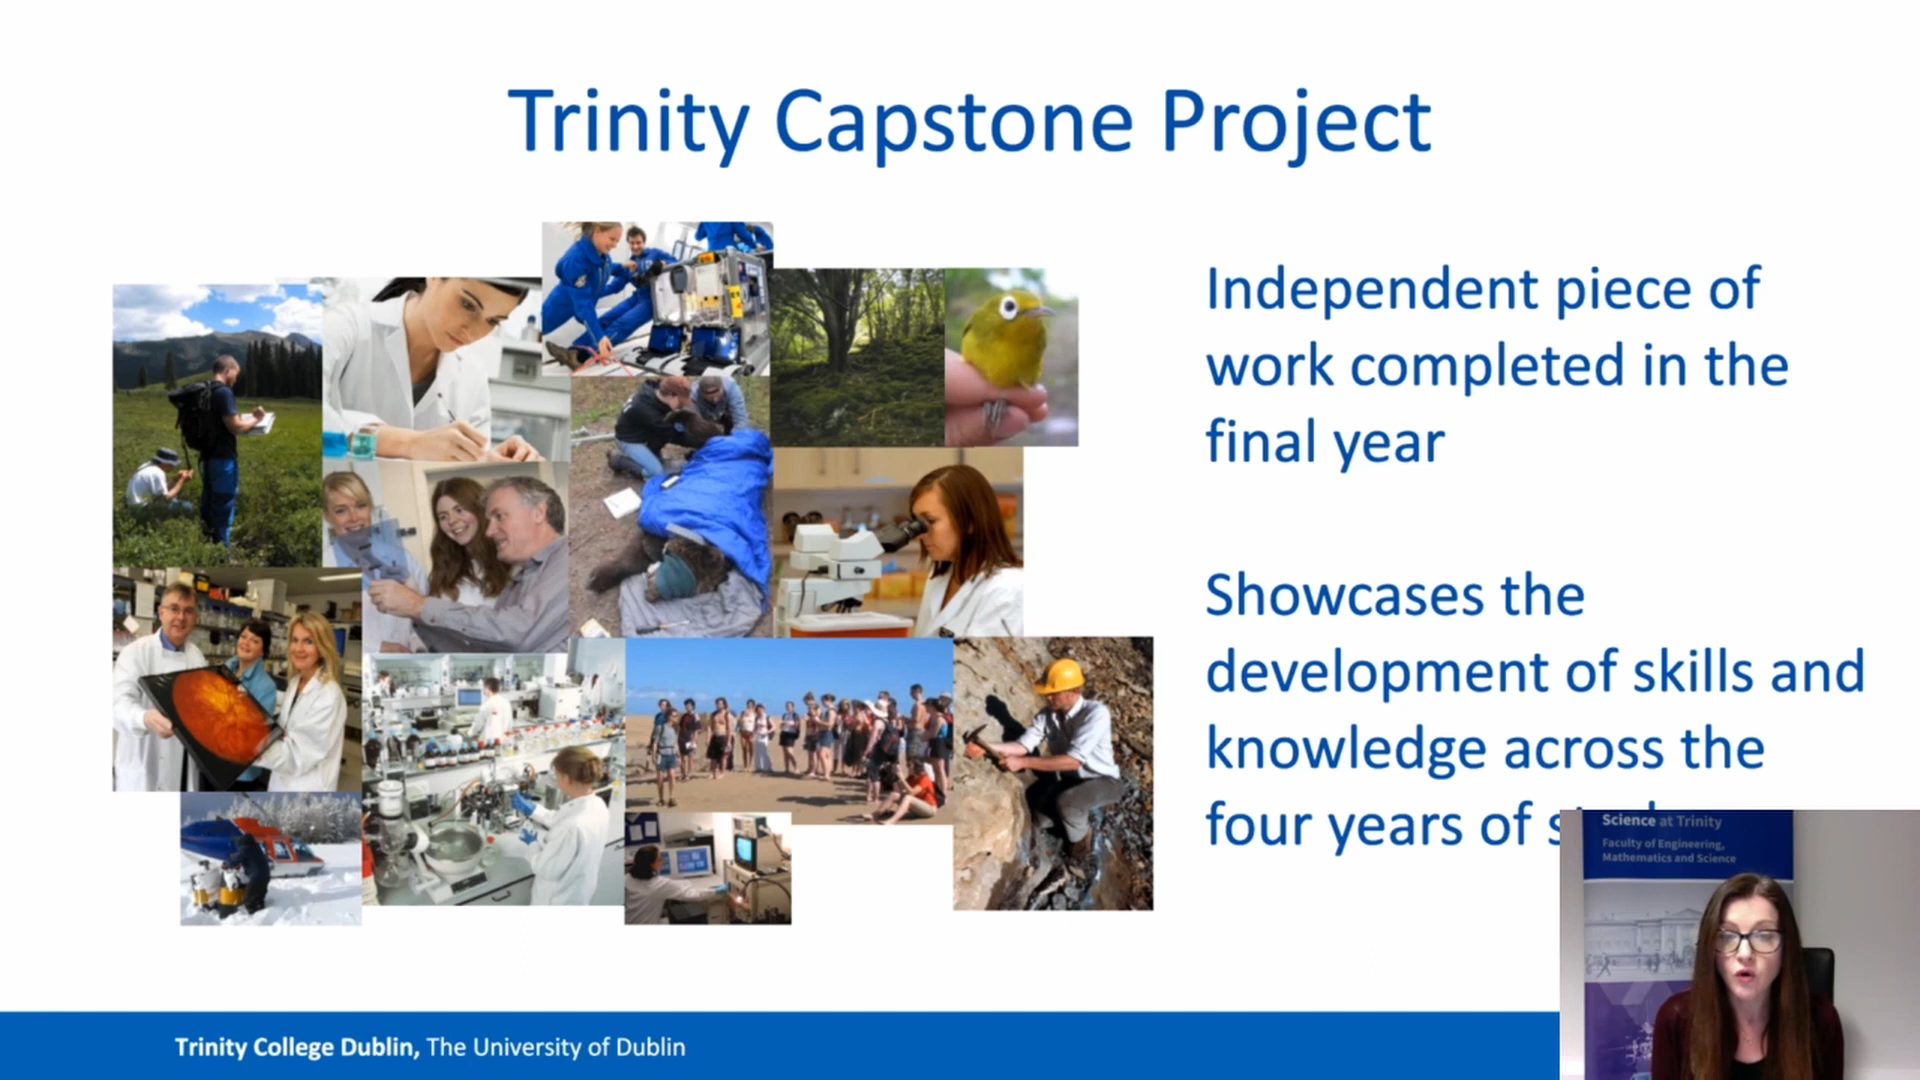 Trinity Capstone Project
Independent piece of
work completed in the
final year
Showcases the
development of skills and
knowledge across the
four years of
Science at Trinity
Faculty of Engineering,
Mathematics and Science
Trinity College Dublin, The University of Dublin